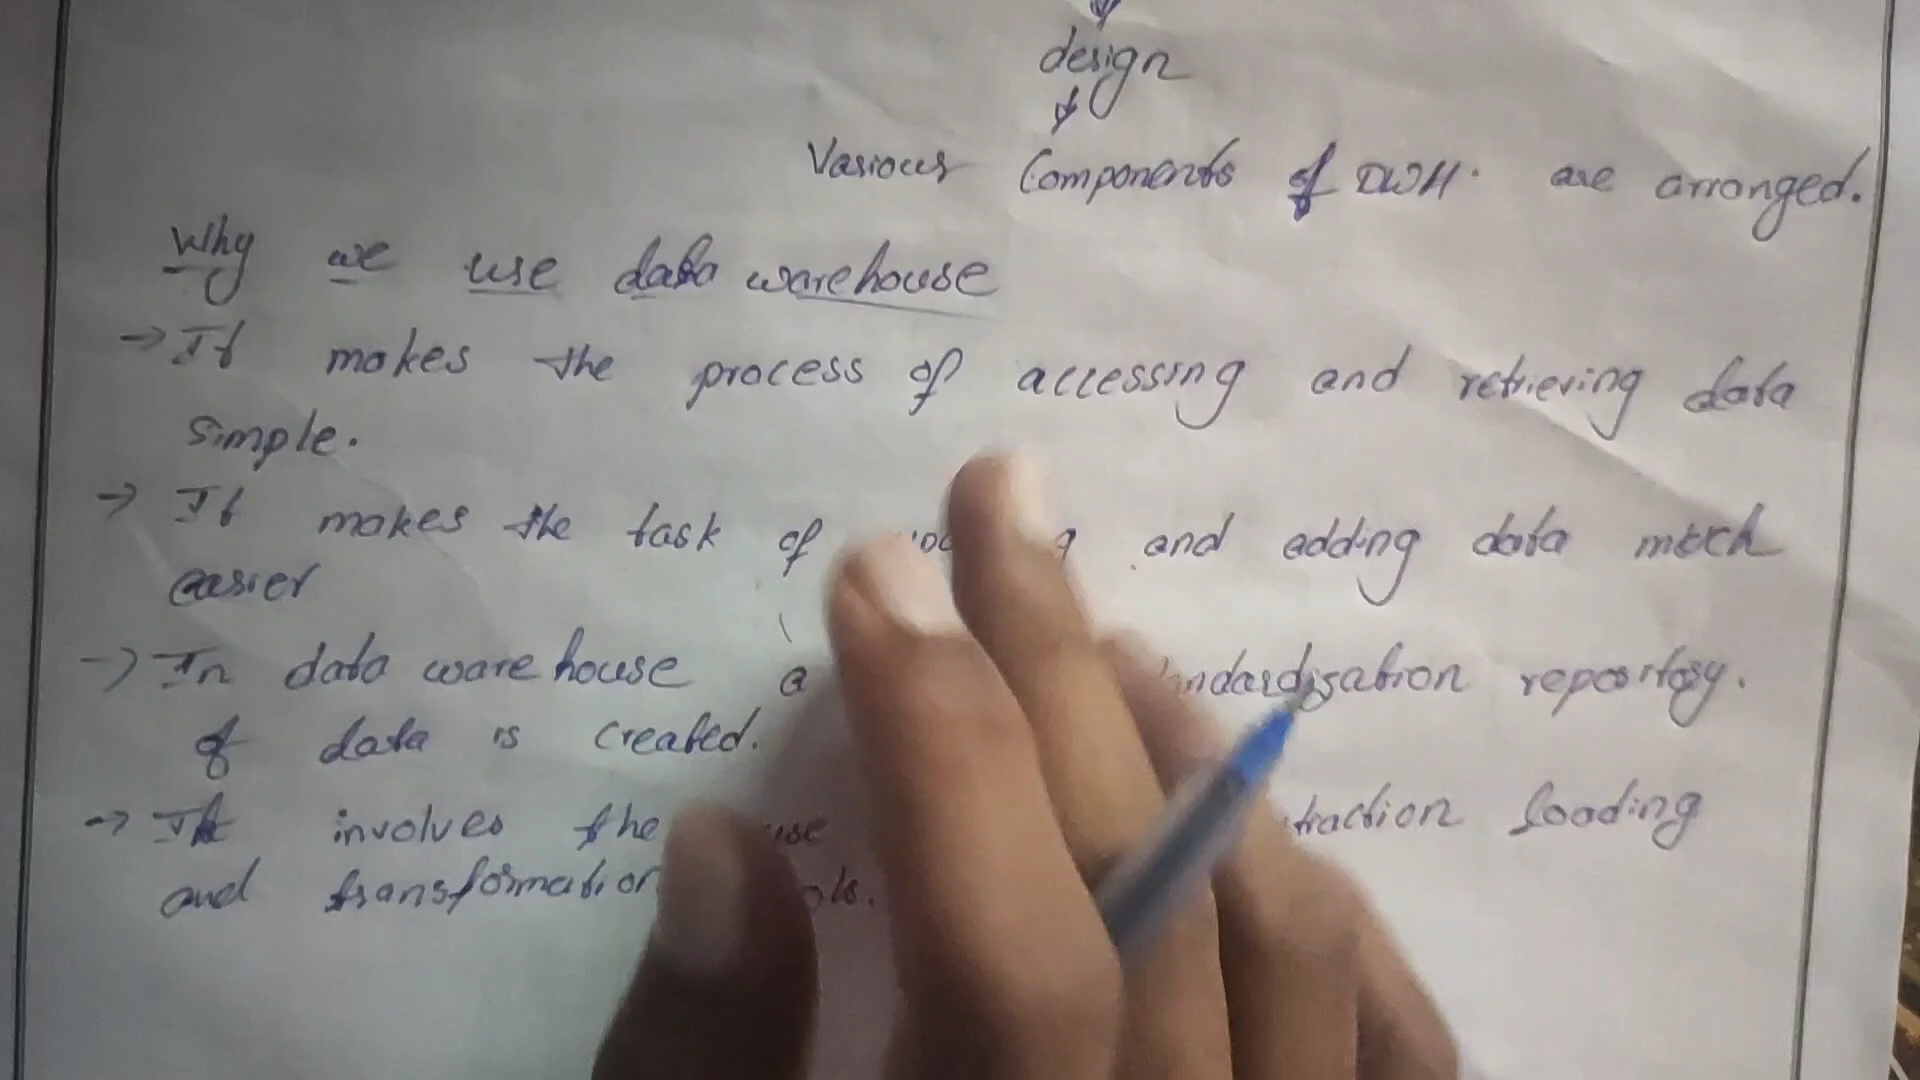 design
Various Components of DWH. are arranged.
Why we use data warehouse
→ It makes the process of accessing and retrieving data
simple.
→ It makes the task of and adding data much
easier
→ In data warehouse a repository.
of data is created.
→ It involves the loading
and transformation